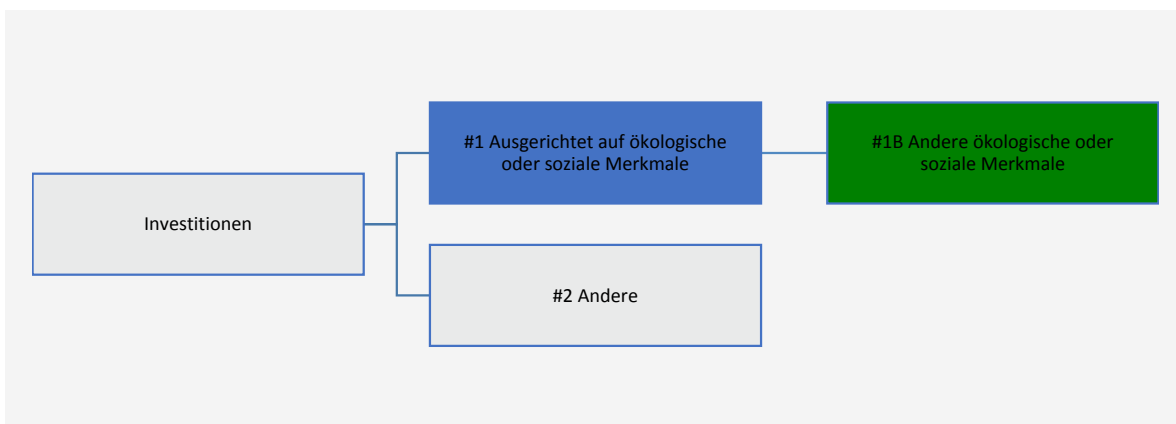 #1 Ausgerichtet auf ökologische
oder soziale Merkmale
#1B Andere ökologische oder
soziale Merkmale
Investitionen
#2 Andere